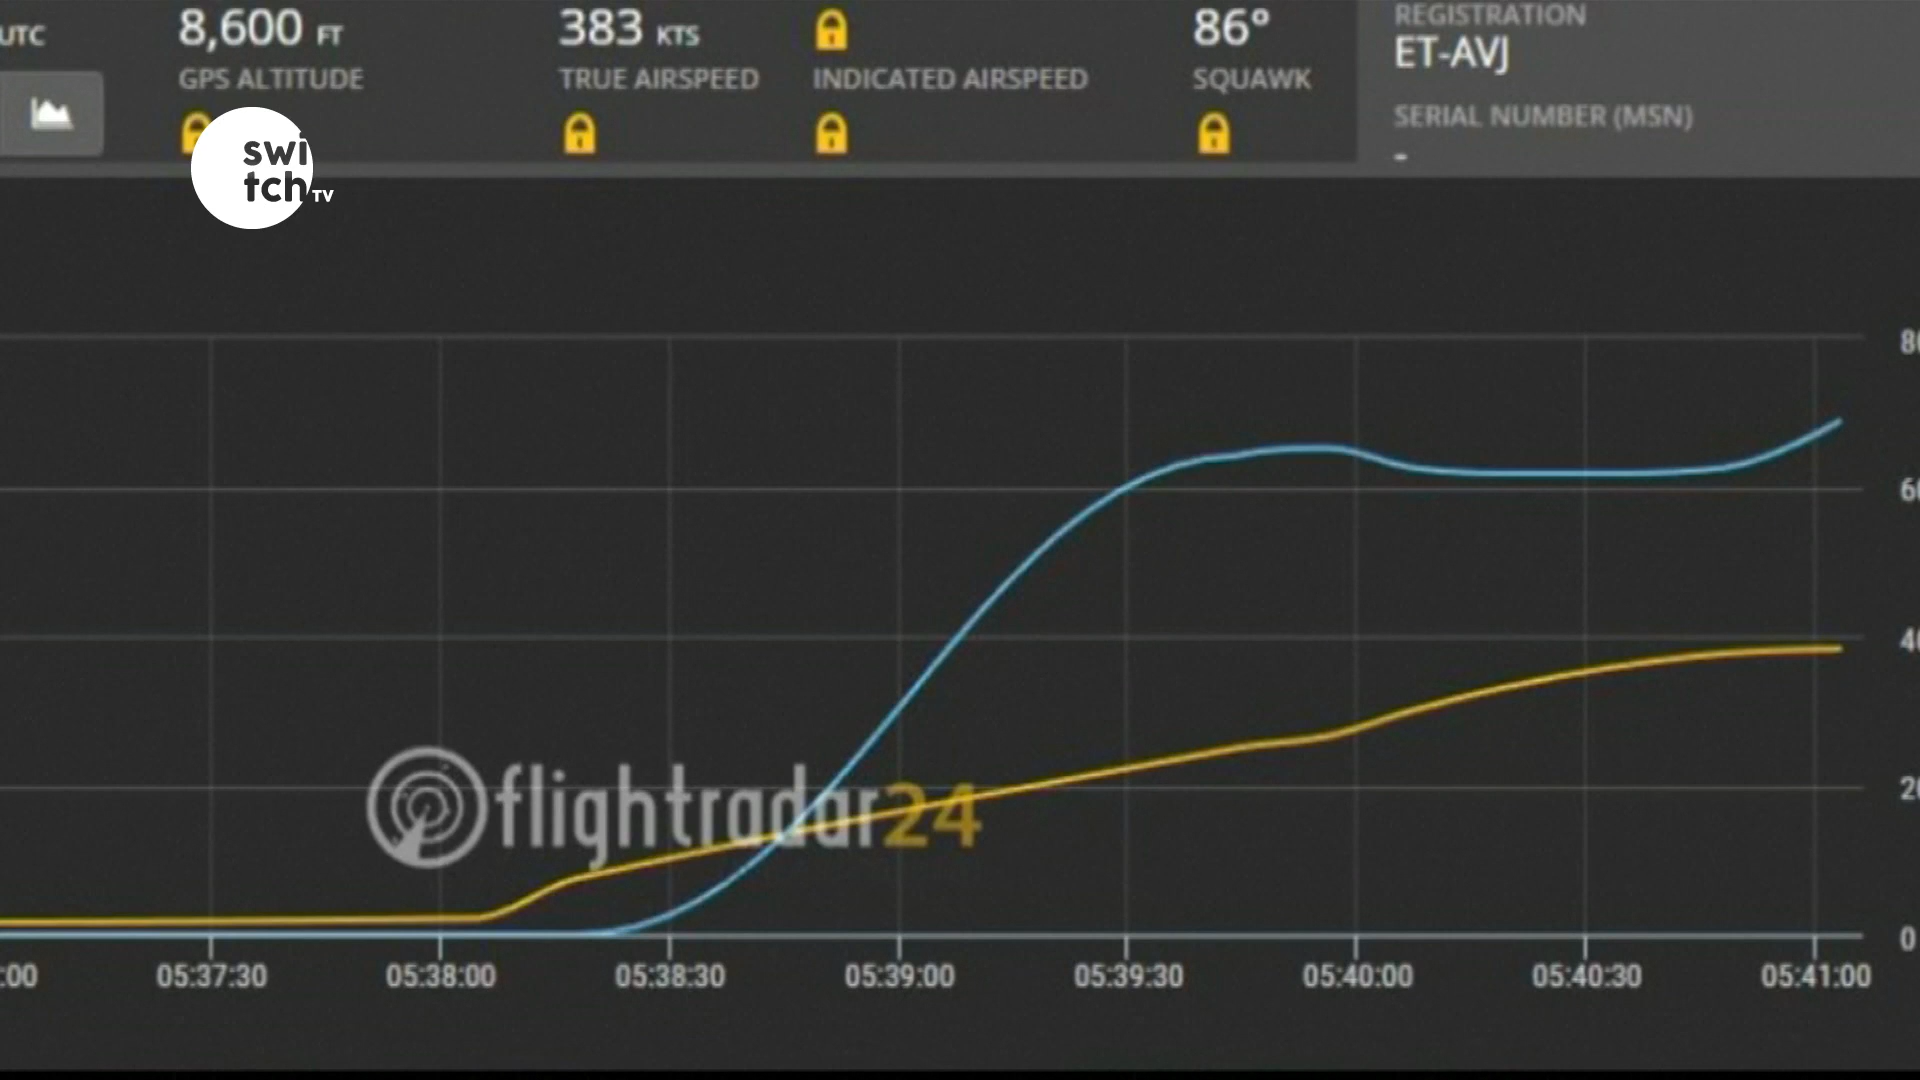 UTC
8,600 FT
383 KTS
86°
REGISTRATION
ET-AVJ
GPS ALTITUDE
TRUE AIRSPEED
INDICATED AIRSPEED
SQUAWK
SERIAL NUMBER (MSN)
-
swi
tch TV
flightradar24
0
:00
05:37:30
05:38:00
05:38:30
05:39:00
05:39:30
05:40:00
05:40:30
05:41:00